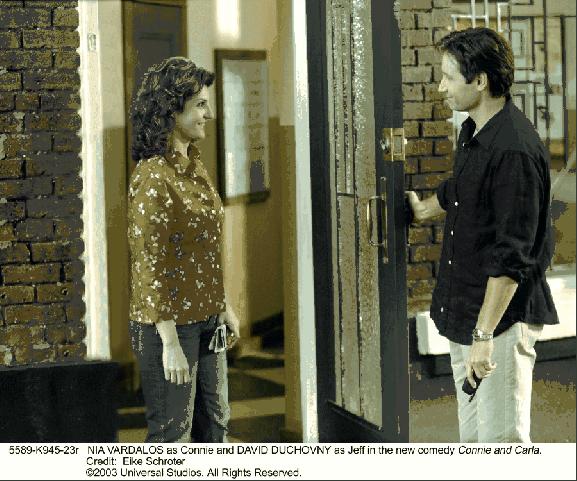 5589-K945-23r NIA VARDALOS as Connie and DAVID DUCHOVNY as Jeff in the new comedy Connie and Carla.
Credit: Eike Schroter
©2003 Universal Studios. All Rights Reserved.